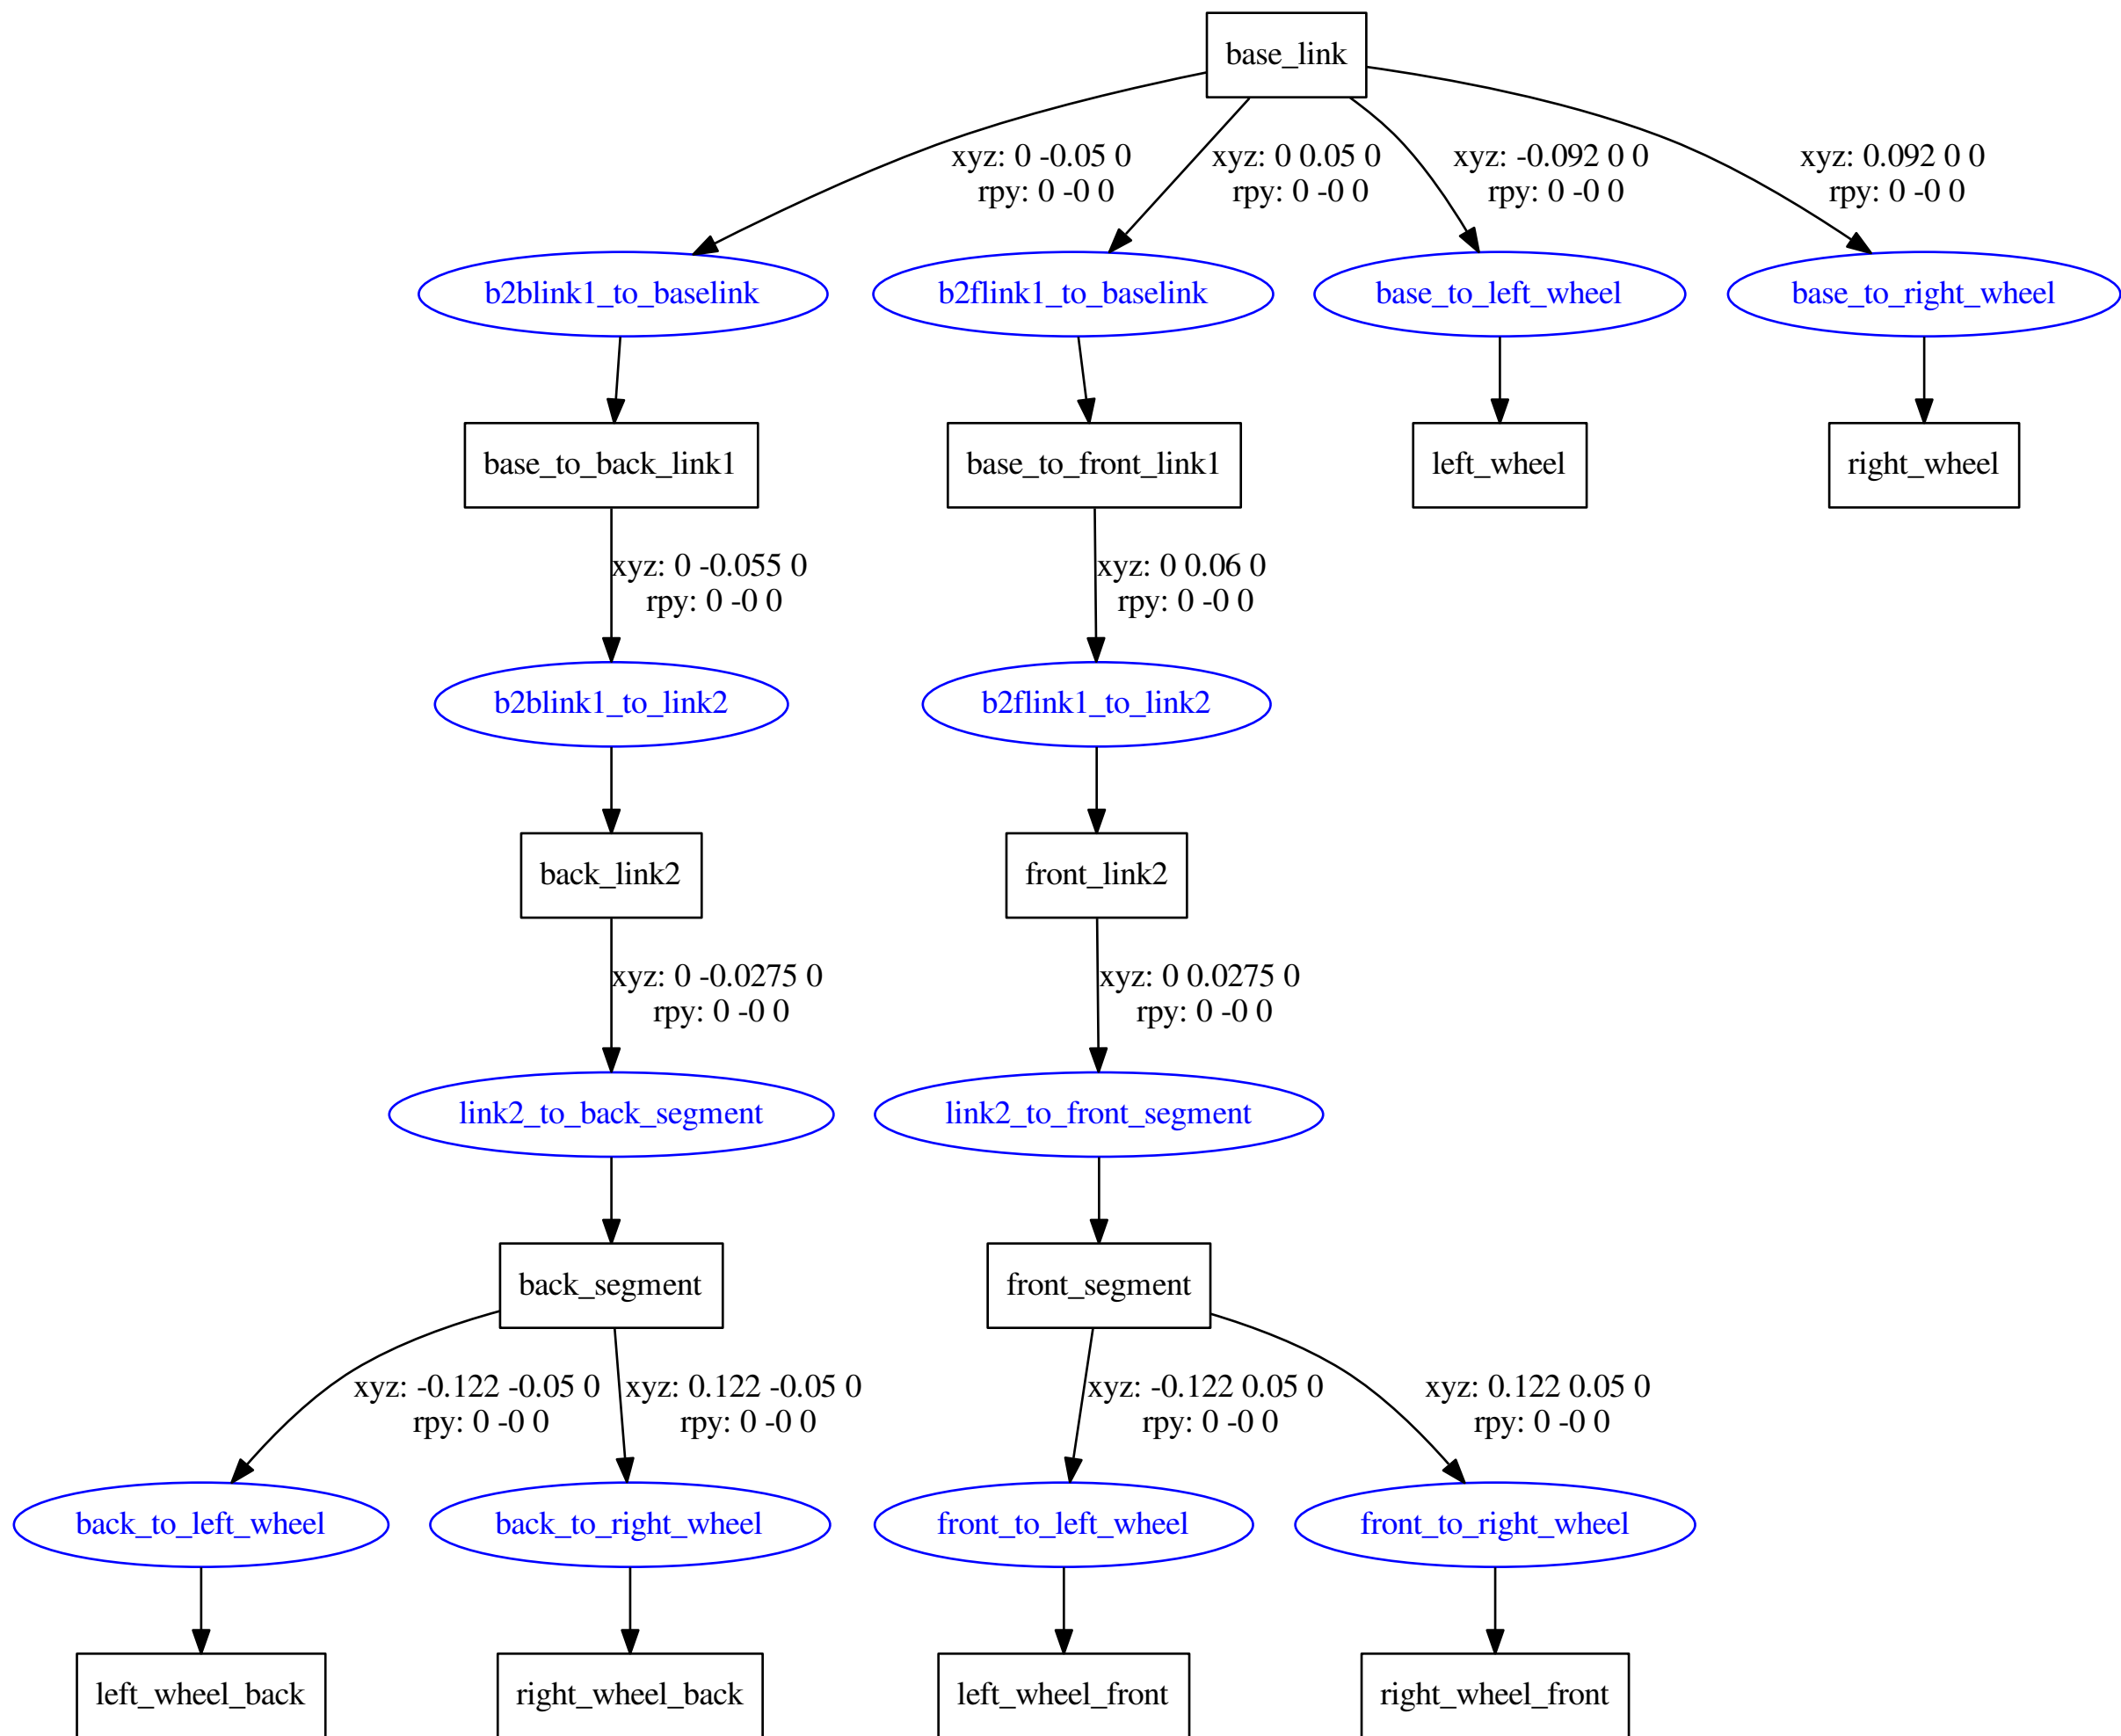 base_link
xyz: 0 -0.05 0
rpy: 0 -0 0
xyz: 0 0.05 0
rpy: 0 -0 0
xyz: -0.092 0 0
rpy: 0 -0 0
xyz: 0.092 0 0
rpy: 0 -0 0
b2blink1_to_baselink
b2flink1_to_baselink
base_to_left_wheel
base_to_right_wheel
base_to_back_link1
base_to_front_link1
left_wheel
right_wheel
xyz: 0 -0.055 0
rpy: 0 -0 0
xyz: 0 0.06 0
rpy: 0 -0 0
b2blink1_to_link2
b2flink1_to_link2
back_link2
front_link2
xyz: 0 -0.0275 0
rpy: 0 -0 0
xyz: 0 0.0275 0
rpy: 0 -0 0
link2_to_back_segment
link2_to_front_segment
back_segment
front_segment
xyz: -0.122 -0.05 0
rpy: 0 -0 0
xyz: 0.122 -0.05 0
rpy: 0 -0 0
xyz: -0.122 0.05 0
rpy: 0 -0 0
xyz: 0.122 0.05 0
rpy: 0 -0 0
back_to_left_wheel
back_to_right_wheel
front_to_left_wheel
front_to_right_wheel
left_wheel_back
right_wheel_back
left_wheel_front
right_wheel_front